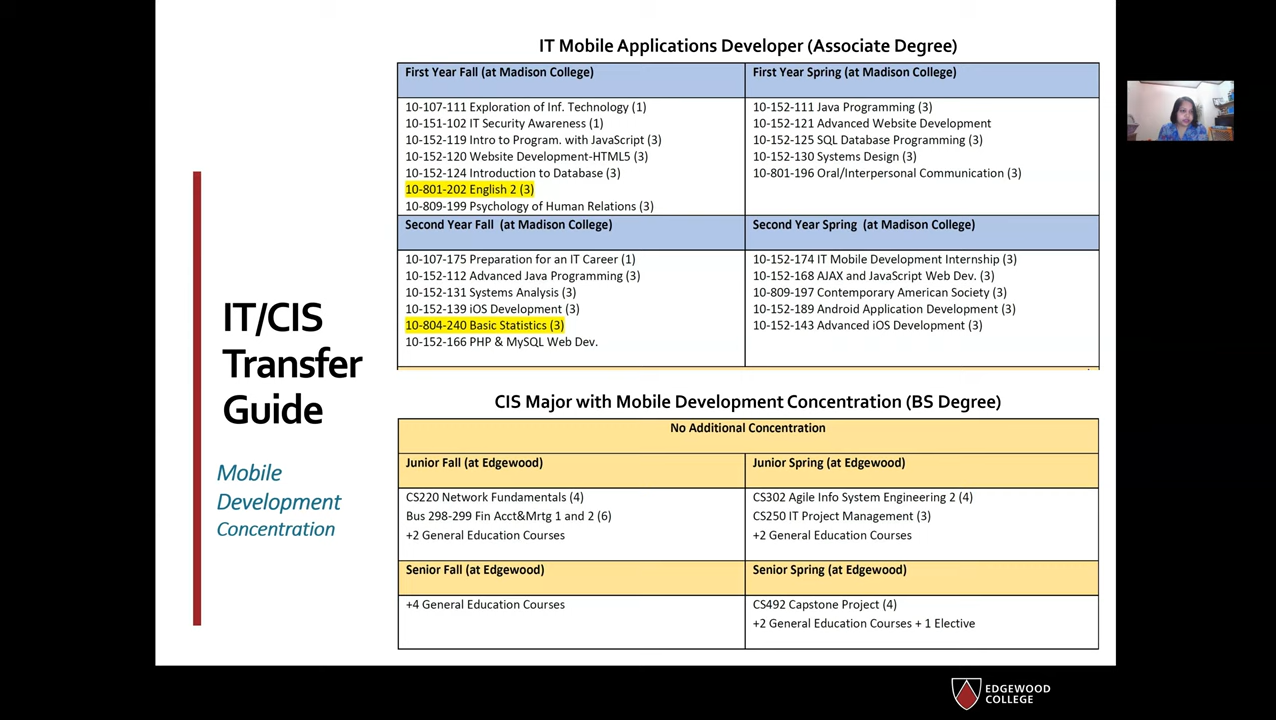 IT/CIS
Transfer
Guide
Mobile
Development
Concentration
IT Mobile Applications Developer (Associate Degree)
First Year Fall (at Madison College)
10-107-111 Exploration of Inf. Technology (1)
10-151-102 IT Security Awareness (1)
10-152-119 Intro to Program. with JavaScript (3)
10-152-120 Website Development-HTML5 (3)
10-152-124 Introduction to Database (3)
10-801-202 English 2 (3)
10-809-199 Psychology of Human Relations (3)
First Year Spring (at Madison College)
10-152-111 Java Programming (3)
10-152-121 Advanced Website Development
10-152-125 SQL Database Programming (3)
10-152-130 Systems Design (3)
10-801-196 Oral/Interpersonal Communication (3)
Second Year Fall (at Madison College)
10-107-175 Preparation for an IT Career (1)
10-152-112 Advanced Java Programming (3)
10-152-131 Systems Analysis (3)
10-152-139 iOS Development (3)
10-804-240 Basic Statistics (3)
10-152-166 PHP & MySQL Web Dev.
Second Year Spring (at Madison College)
10-152-174 IT Mobile Development Internship (3)
10-152-168 AJAX and JavaScript Web Dev. (3)
10-809-197 Contemporary American Society (3)
10-152-189 Android Application Development (3)
10-152-143 Advanced iOS Development (3)
CIS Major with Mobile Development Concentration (BS Degree)
No Additional Concentration
Junior Fall (at Edgewood)
CS220 Network Fundamentals (4)
Bus 298-299 Fin Acct&Mrtg 1 and 2 (6)
+2 General Education Courses
Junior Spring (at Edgewood)
CS302 Agile Info System Engineering 2 (4)
CS250 IT Project Management (3)
+2 General Education Courses
Senior Fall (at Edgewood)
+4 General Education Courses
Senior Spring (at Edgewood)
CS492 Capstone Project (4)
+2 General Education Courses + 1 Elective
EDGEWOOD
COLLEGE